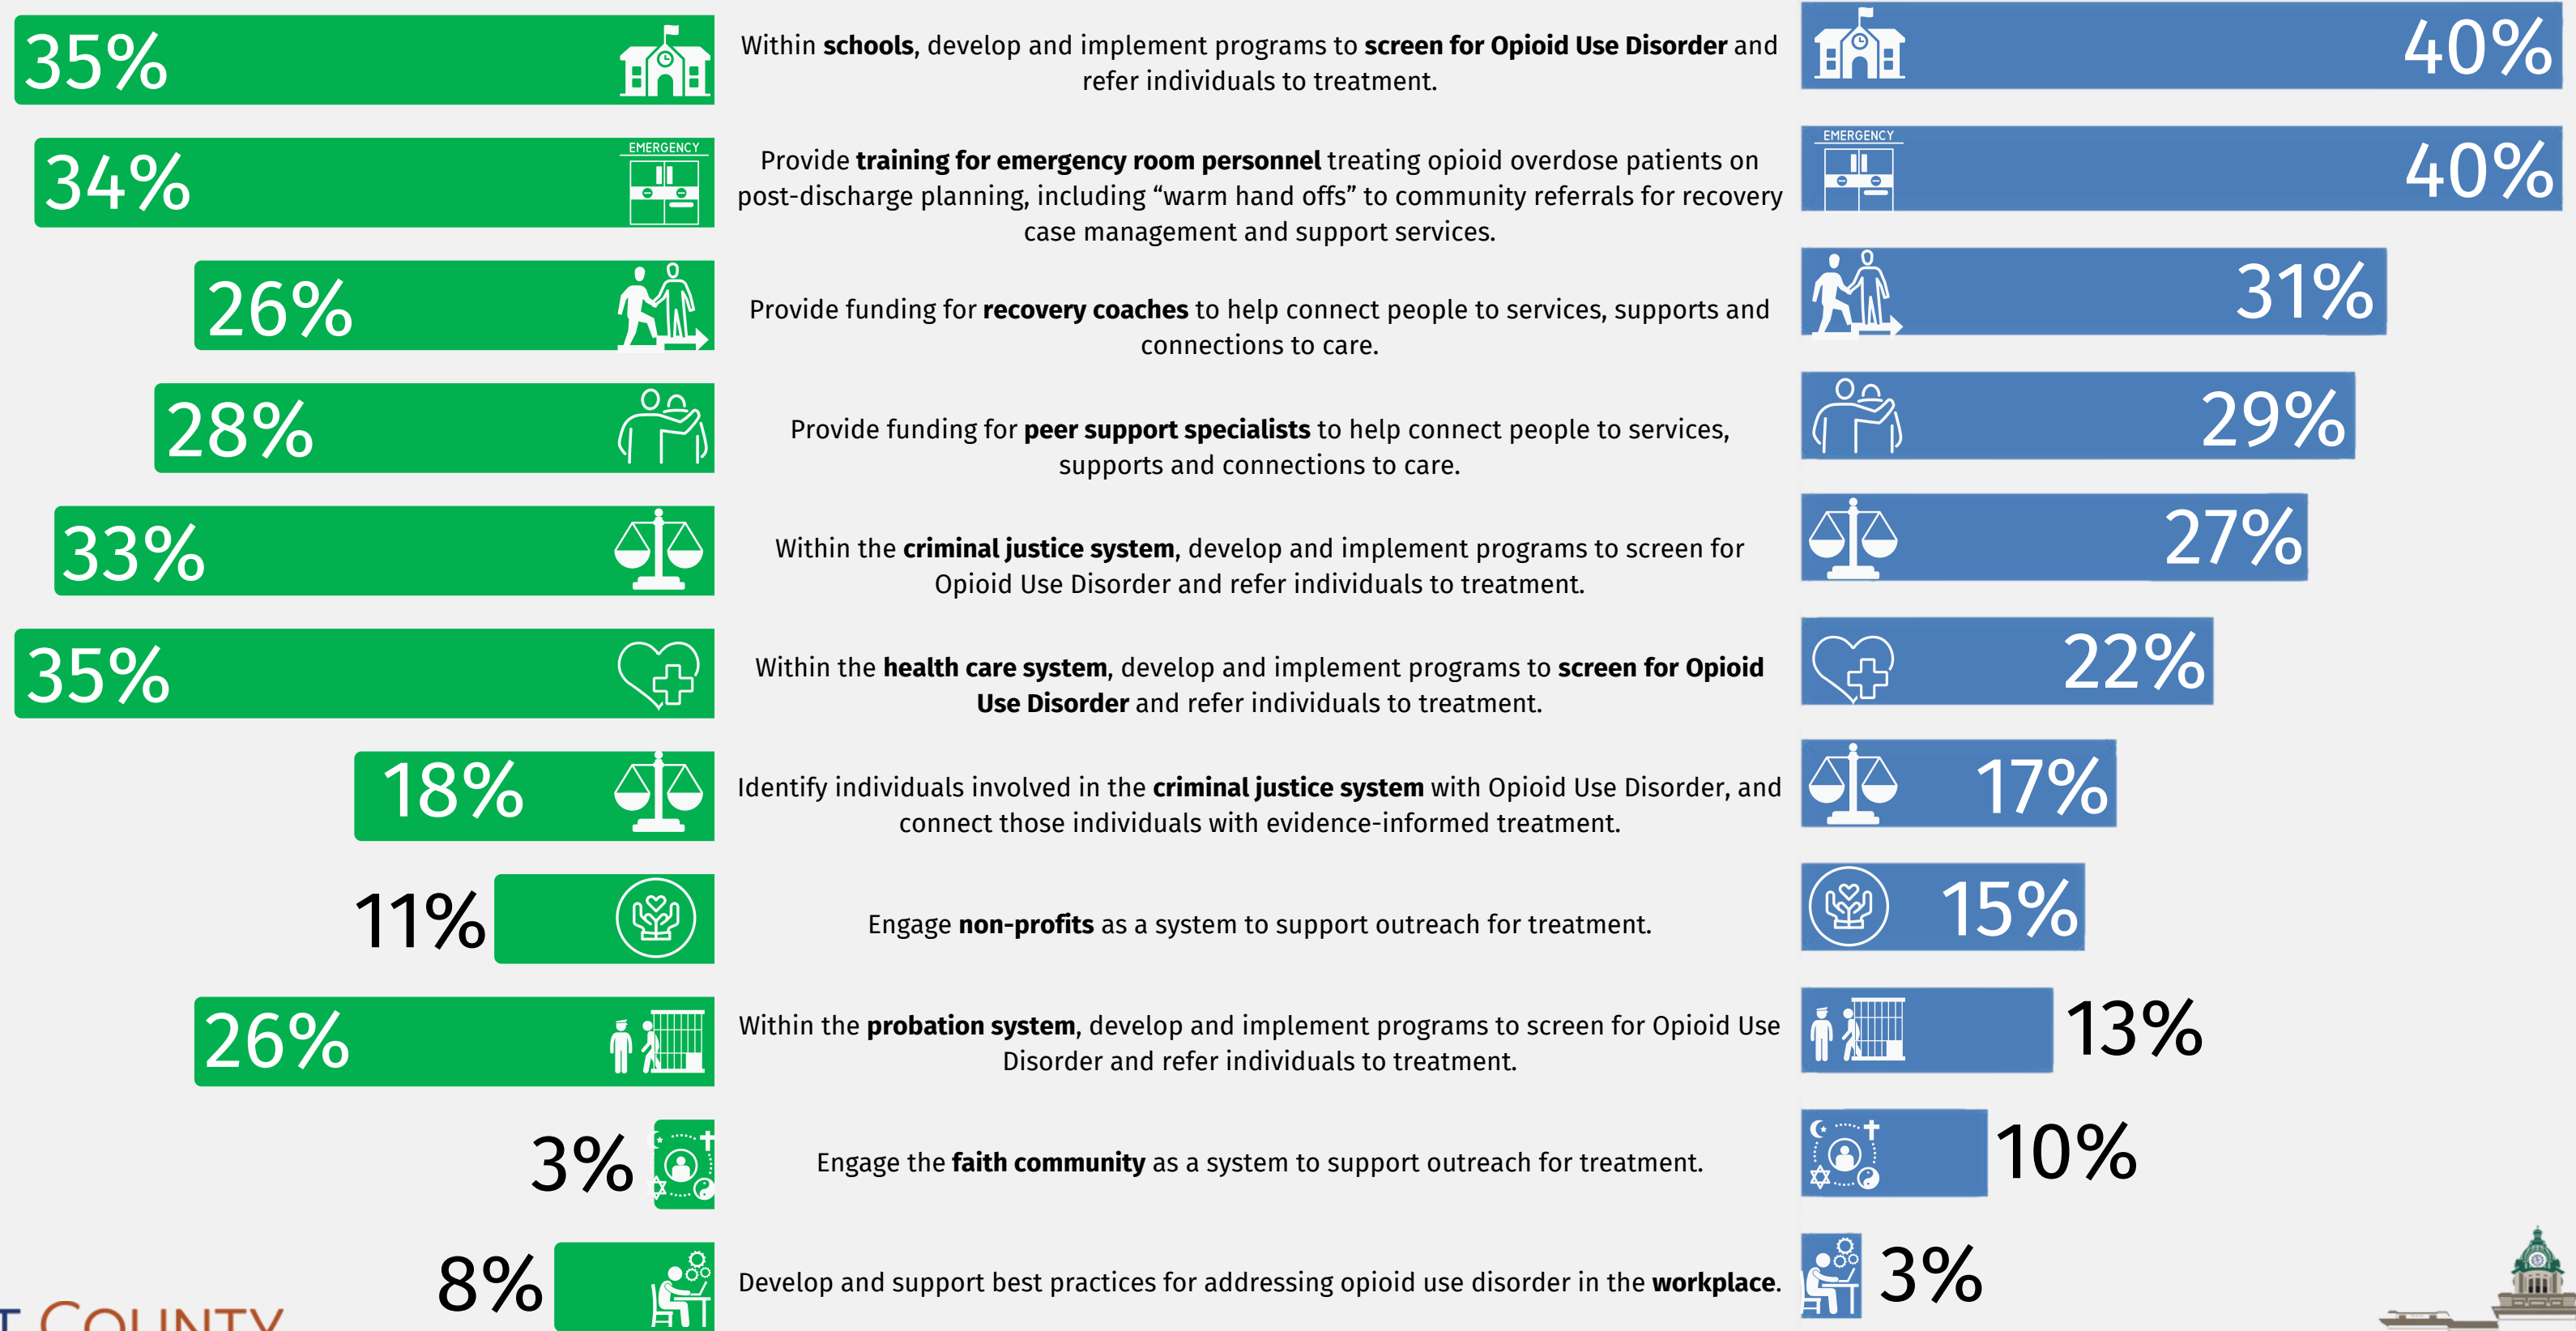 35%
Within schools, develop and implement programs to screen for Opioid Use Disorder and
refer individuals to treatment.
40%
34%
EMERGENCY
Provide training for emergency room personnel treating opioid overdose patients on
post-discharge planning, including “warm hand offs” to community referrals for recovery
case management and support services.
EMERGENCY
40%
26%
Provide funding for recovery coaches to help connect people to services, supports and
connections to care.
31%
28%
Provide funding for peer support specialists to help connect people to services,
supports and connections to care.
29%
33%
Within the criminal justice system, develop and implement programs to screen for
Opioid Use Disorder and refer individuals to treatment.
27%
35%
Within the health care system, develop and implement programs to screen for Opioid
Use Disorder and refer individuals to treatment.
22%
18%
Identify individuals involved in the criminal justice system with Opioid Use Disorder, and
connect those individuals with evidence-informed treatment.
17%
11%
Engage non-profits as a system to support outreach for treatment.
15%
26%
Within the probation system, develop and implement programs to screen for Opioid Use
Disorder and refer individuals to treatment.
13%
3%
Engage the faith community as a system to support outreach for treatment.
10%
8%
Develop and support best practices for addressing opioid use disorder in the workplace.
3%
COUNTY